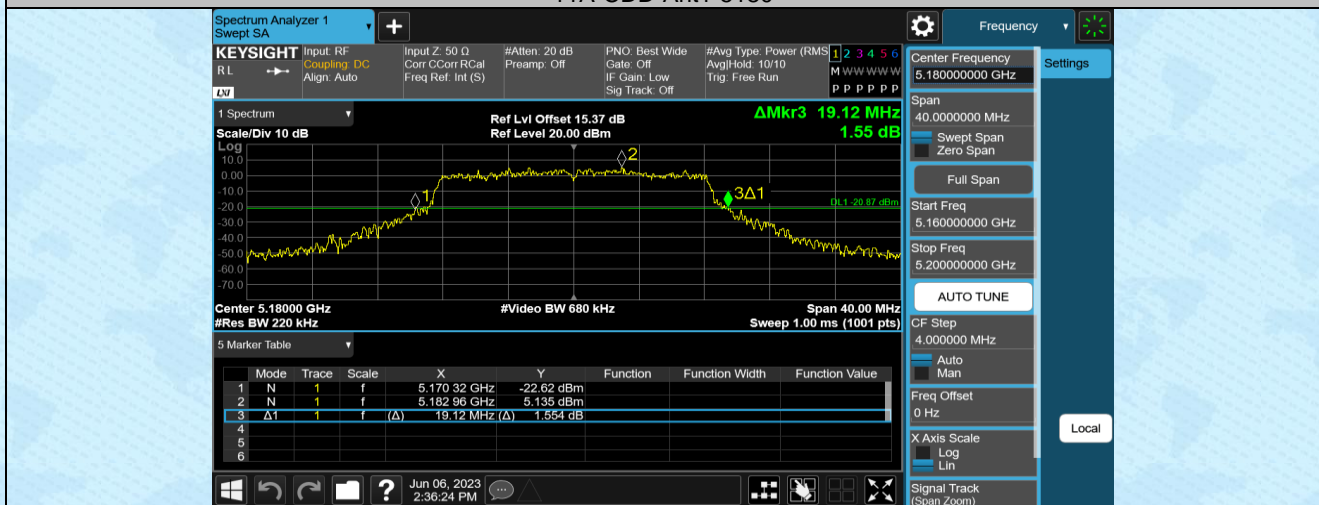 Spectrum Analyzer 1
Swept SA
Frequency
KEYSIGHT
RL
LXI
Input: RF
Coupling: DC
Align: Auto
Input Z: 50 Ω
Corr CCorr RCal
Freq Ref: Int (S)
#Atten: 20 dB
Preamp: Off
PNO: Best Wide
Gate: Off
IF Gain: Low
Sig Track: Off
#Avg Type: Power (RMS
Avg|Hold: 10/10
Trig: Free Run
1 2 3 4 5 6
M W W W W W
P P P P P P
1 Spectrum
Scale/Div 10 dB
Ref Lvl Offset 15.37 dB
Ref Level 20.00 dBm
ΔMkr3 19.12 MHz
1.55 dB
Log
10.0
0.00
-10.0
-20.0
-30.0
-40.0
-50.0
-60.0
-70.0
1
2
3Δ1
DL1 -20.87 dBm
Center 5.18000 GHz
#Video BW 680 kHz
Span 40.00 MHz
#Res BW 220 kHz
Sweep 1.00 ms (1001 pts)
5 Marker Table
Mode Trace Scale X Y Function Function Width Function Value
1 N 1 f 5.170 32 GHz -22.62 dBm
2 N 1 f 5.182 96 GHz 5.135 dBm
3 Δ1 1 f (Δ) 19.12 MHz (Δ) 1.554 dB
4
5
6
Jun 06, 2023
2:36:24 PM
Center Frequency
5.180000000 GHz
Settings
Span
40.0000000 MHz
Swept Span
Zero Span
Full Span
Start Freq
5.160000000 GHz
Stop Freq
5.200000000 GHz
AUTO TUNE
CF Step
4.000000 MHz
Auto
Man
Freq Offset
0 Hz
X Axis Scale
Log
Lin
Local
Signal Track
(Span Zoom)